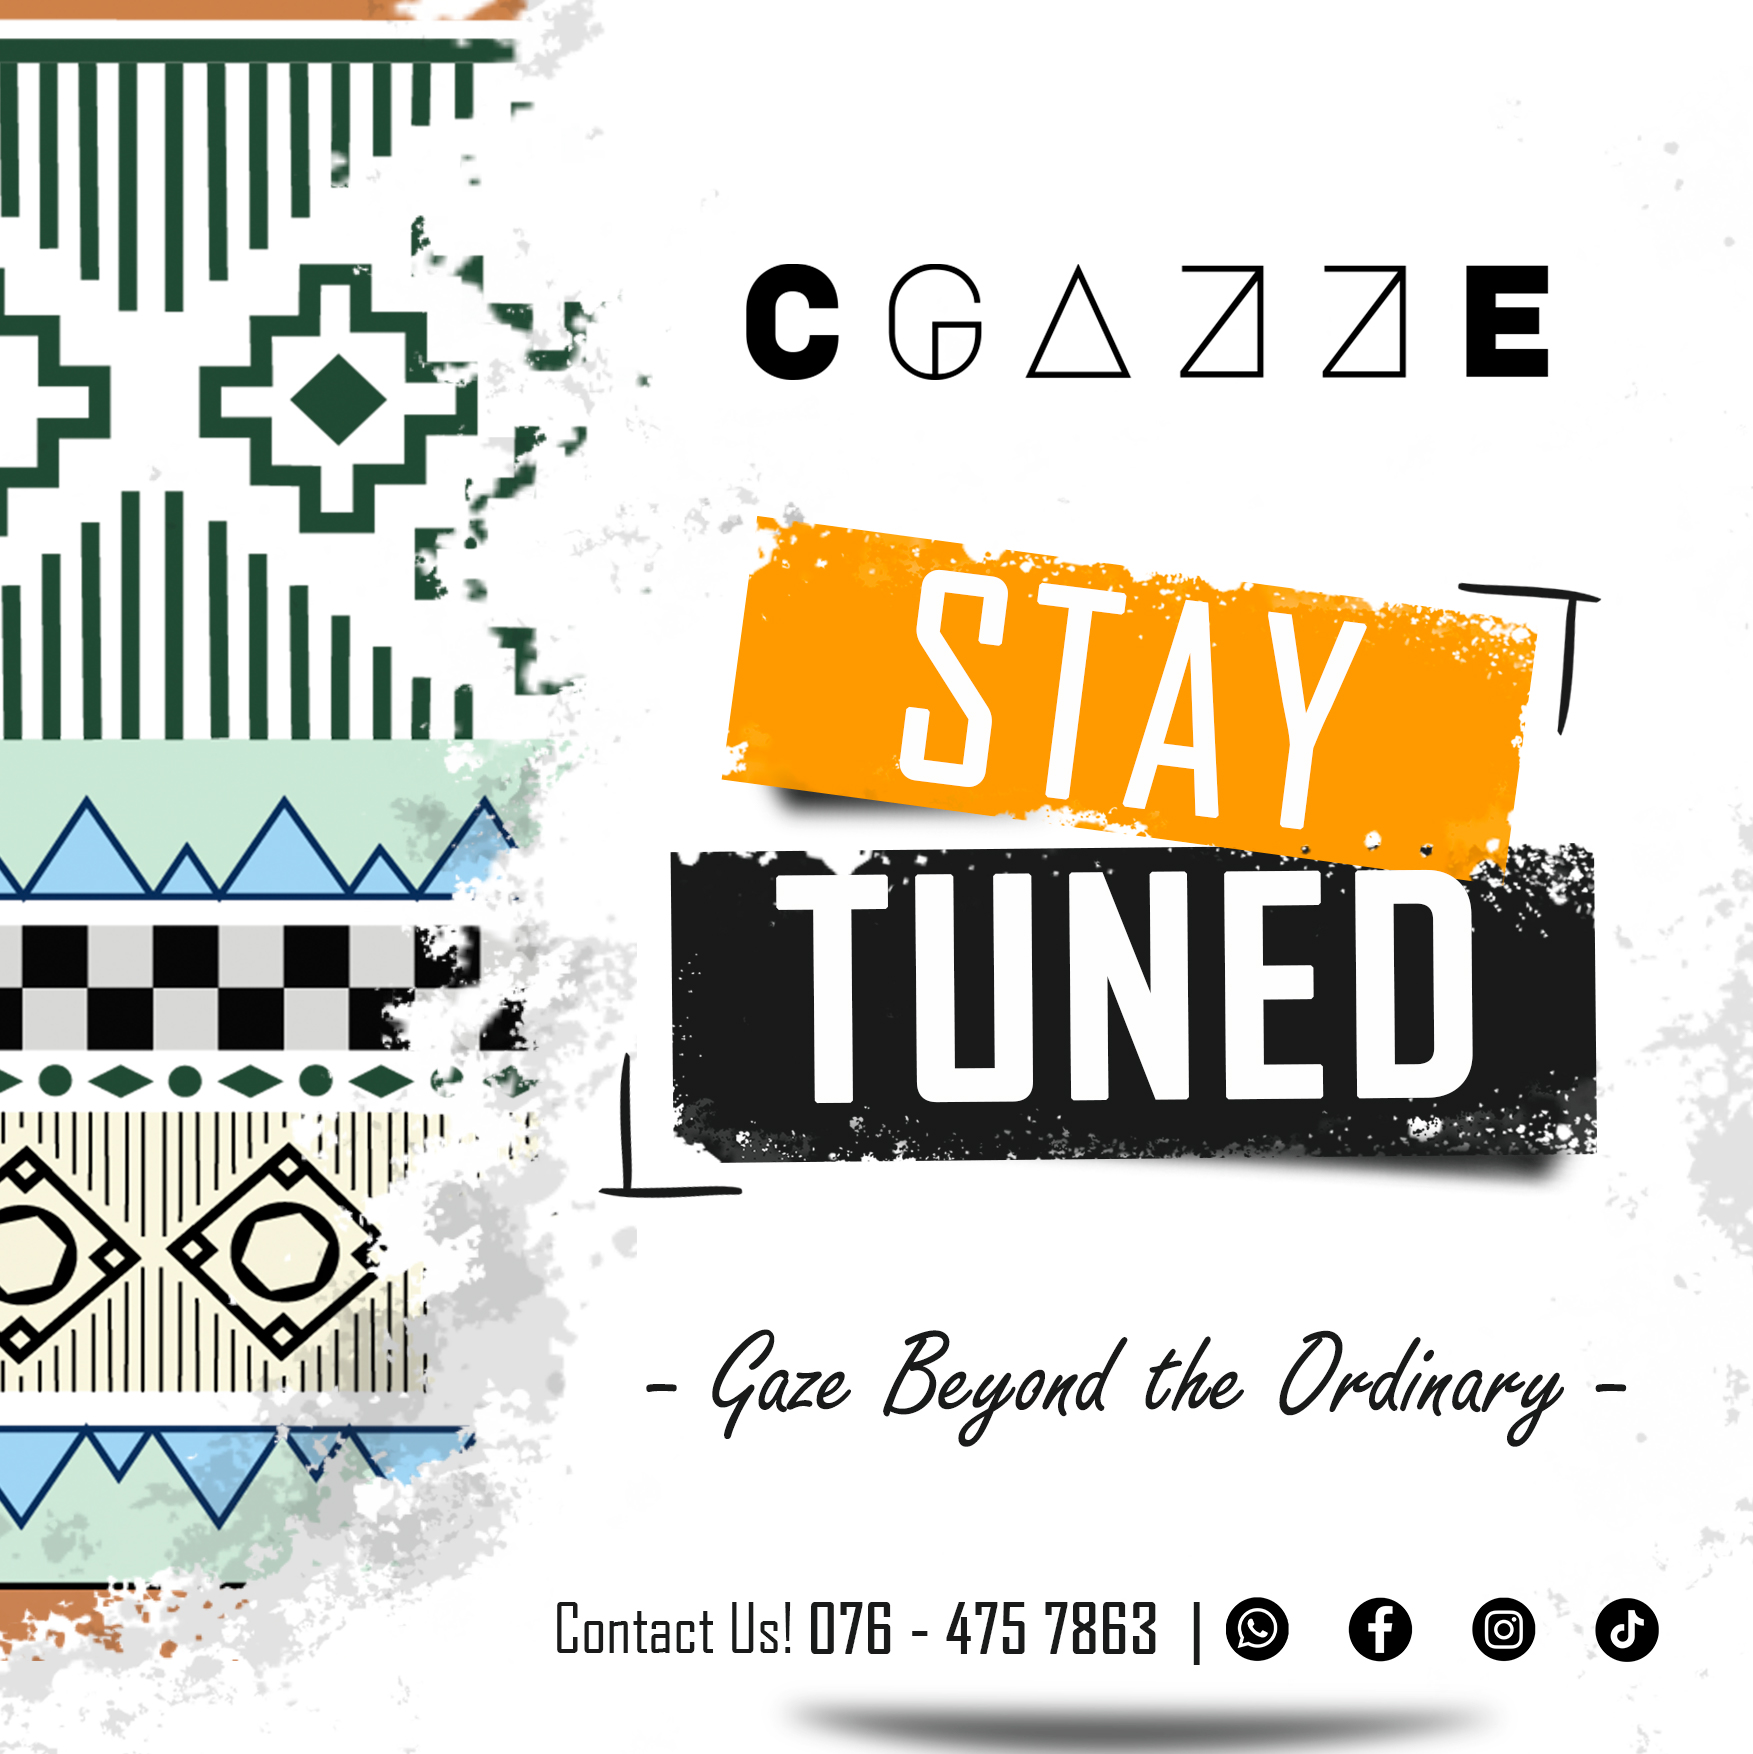 CGAZZE
STAY
TUNED
- Gaze Beyond the Ordinary -
Contact Us! 076 - 475 7863 |